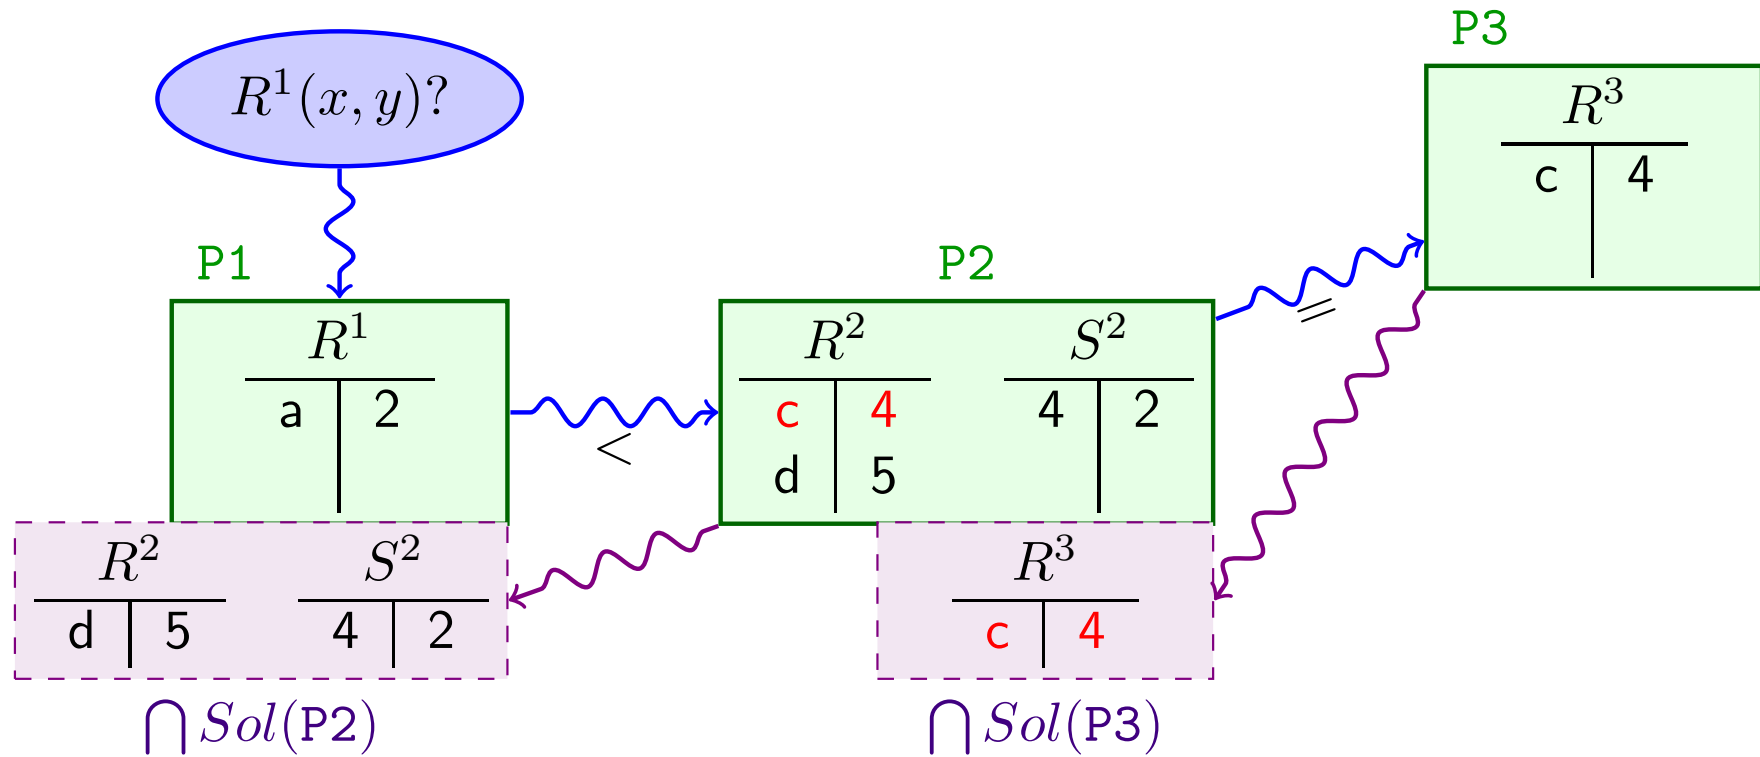 P3
R³
c 4
R¹(x, y)?
P1
R¹
a 2
<
P2
R² S²
c 4 4 2
d 5
=
R² S²
d 5 4 2
⋂ Sol(P2)
R³
c 4
⋂ Sol(P3)